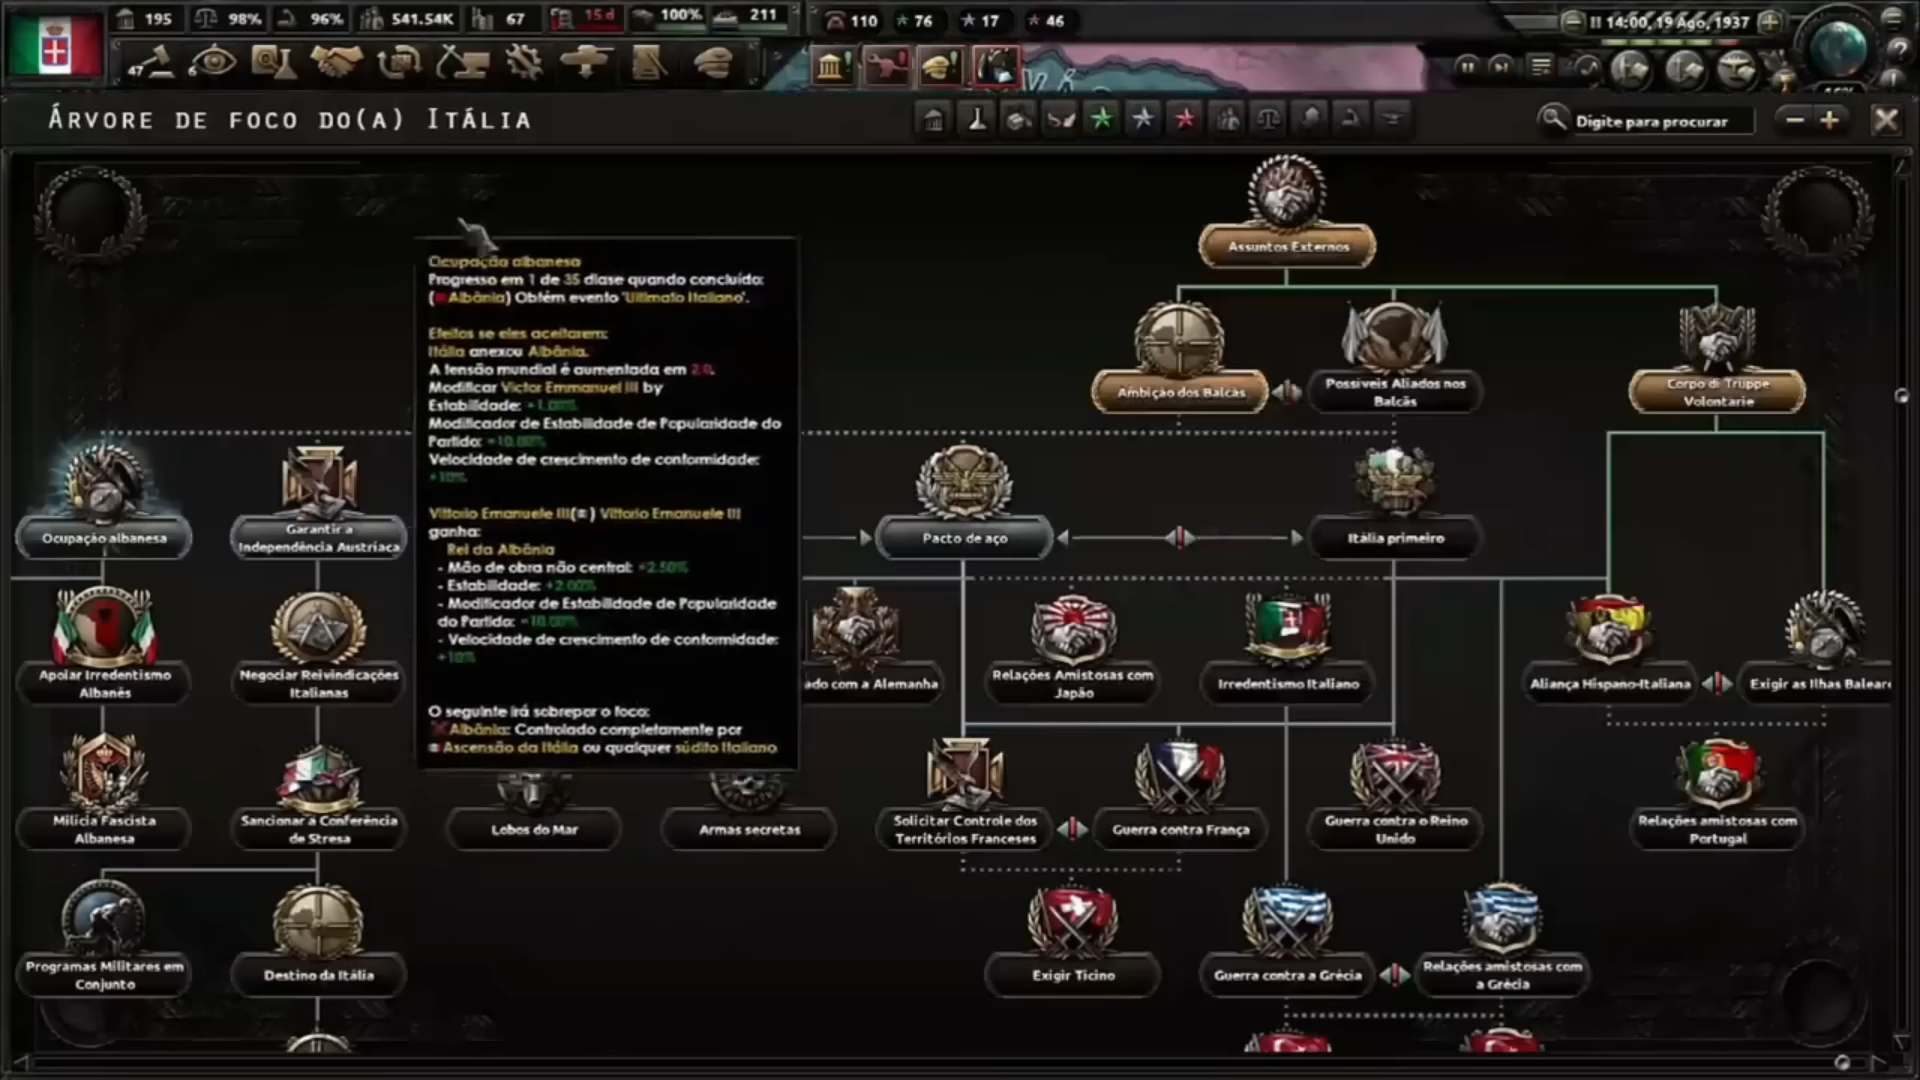 195
98%
96%
541.54K
67
15 d
100%
211
110
76
17
46
14:00, 19 Ago, 1937
47
6
ÁRVORE DE FOCO DO(A) ITÁLIA
Digite para procurar
Ocupação albanesa
Progresso em 1 de 35 diase quando concluído:
(Albânia) Obtém evento 'Ultimato Italiano'.
Efeitos se eles aceitarem:
Itália anexou Albânia.
A tensão mundial é aumentada em 2.0.
Modificar Victor Emmanuel III by
Estabilidade: +1.00%
Modificador de Estabilidade de Popularidade do
Partido: +10.00%
Velocidade de crescimento de conformidade:
+10%
Vittorio Emanuele III() Vittorio Emanuele III
ganha:
Rei da Albânia
- Mão de obra não central: +2.50%
- Estabilidade: +2.00%
- Modificador de Estabilidade de Popularidade
do Partido: +10.00%
- Velocidade de crescimento de conformidade:
+10%
O seguinte irá sobrepor o foco:
Albânia: Controlado completamente por
Ascensão da Itália ou qualquer súdito Italiano
Assuntos Externos
Ambição dos Balcãs
Possíveis Aliados nos
Balcãs
Corpo di Truppe
Volontarie
Ocupação albanesa
Garantir a
Independência Austríaca
Pacto de aço
Itália primeiro
Apoiar Irredentismo
Albanês
Negociar Reivindicações
Italianas
ado com a Alemanha
Relações Amistosas com
Japão
Irredentismo Italiano
Aliança Hispano-Italiana
Exigir as Ilhas Balear
Milícia Fascista
Albanesa
Sancionar a Conferência
de Stresa
Lobos do Mar
Armas secretas
Solicitar Controle dos
Territórios Franceses
Guerra contra França
Guerra contra o Reino
Unido
Relações amistosas com
Portugal
Programas Militares em
Conjunto
Destino da Itália
Exigir Ticino
Guerra contra a Grécia
Relações amistosas com
a Grécia